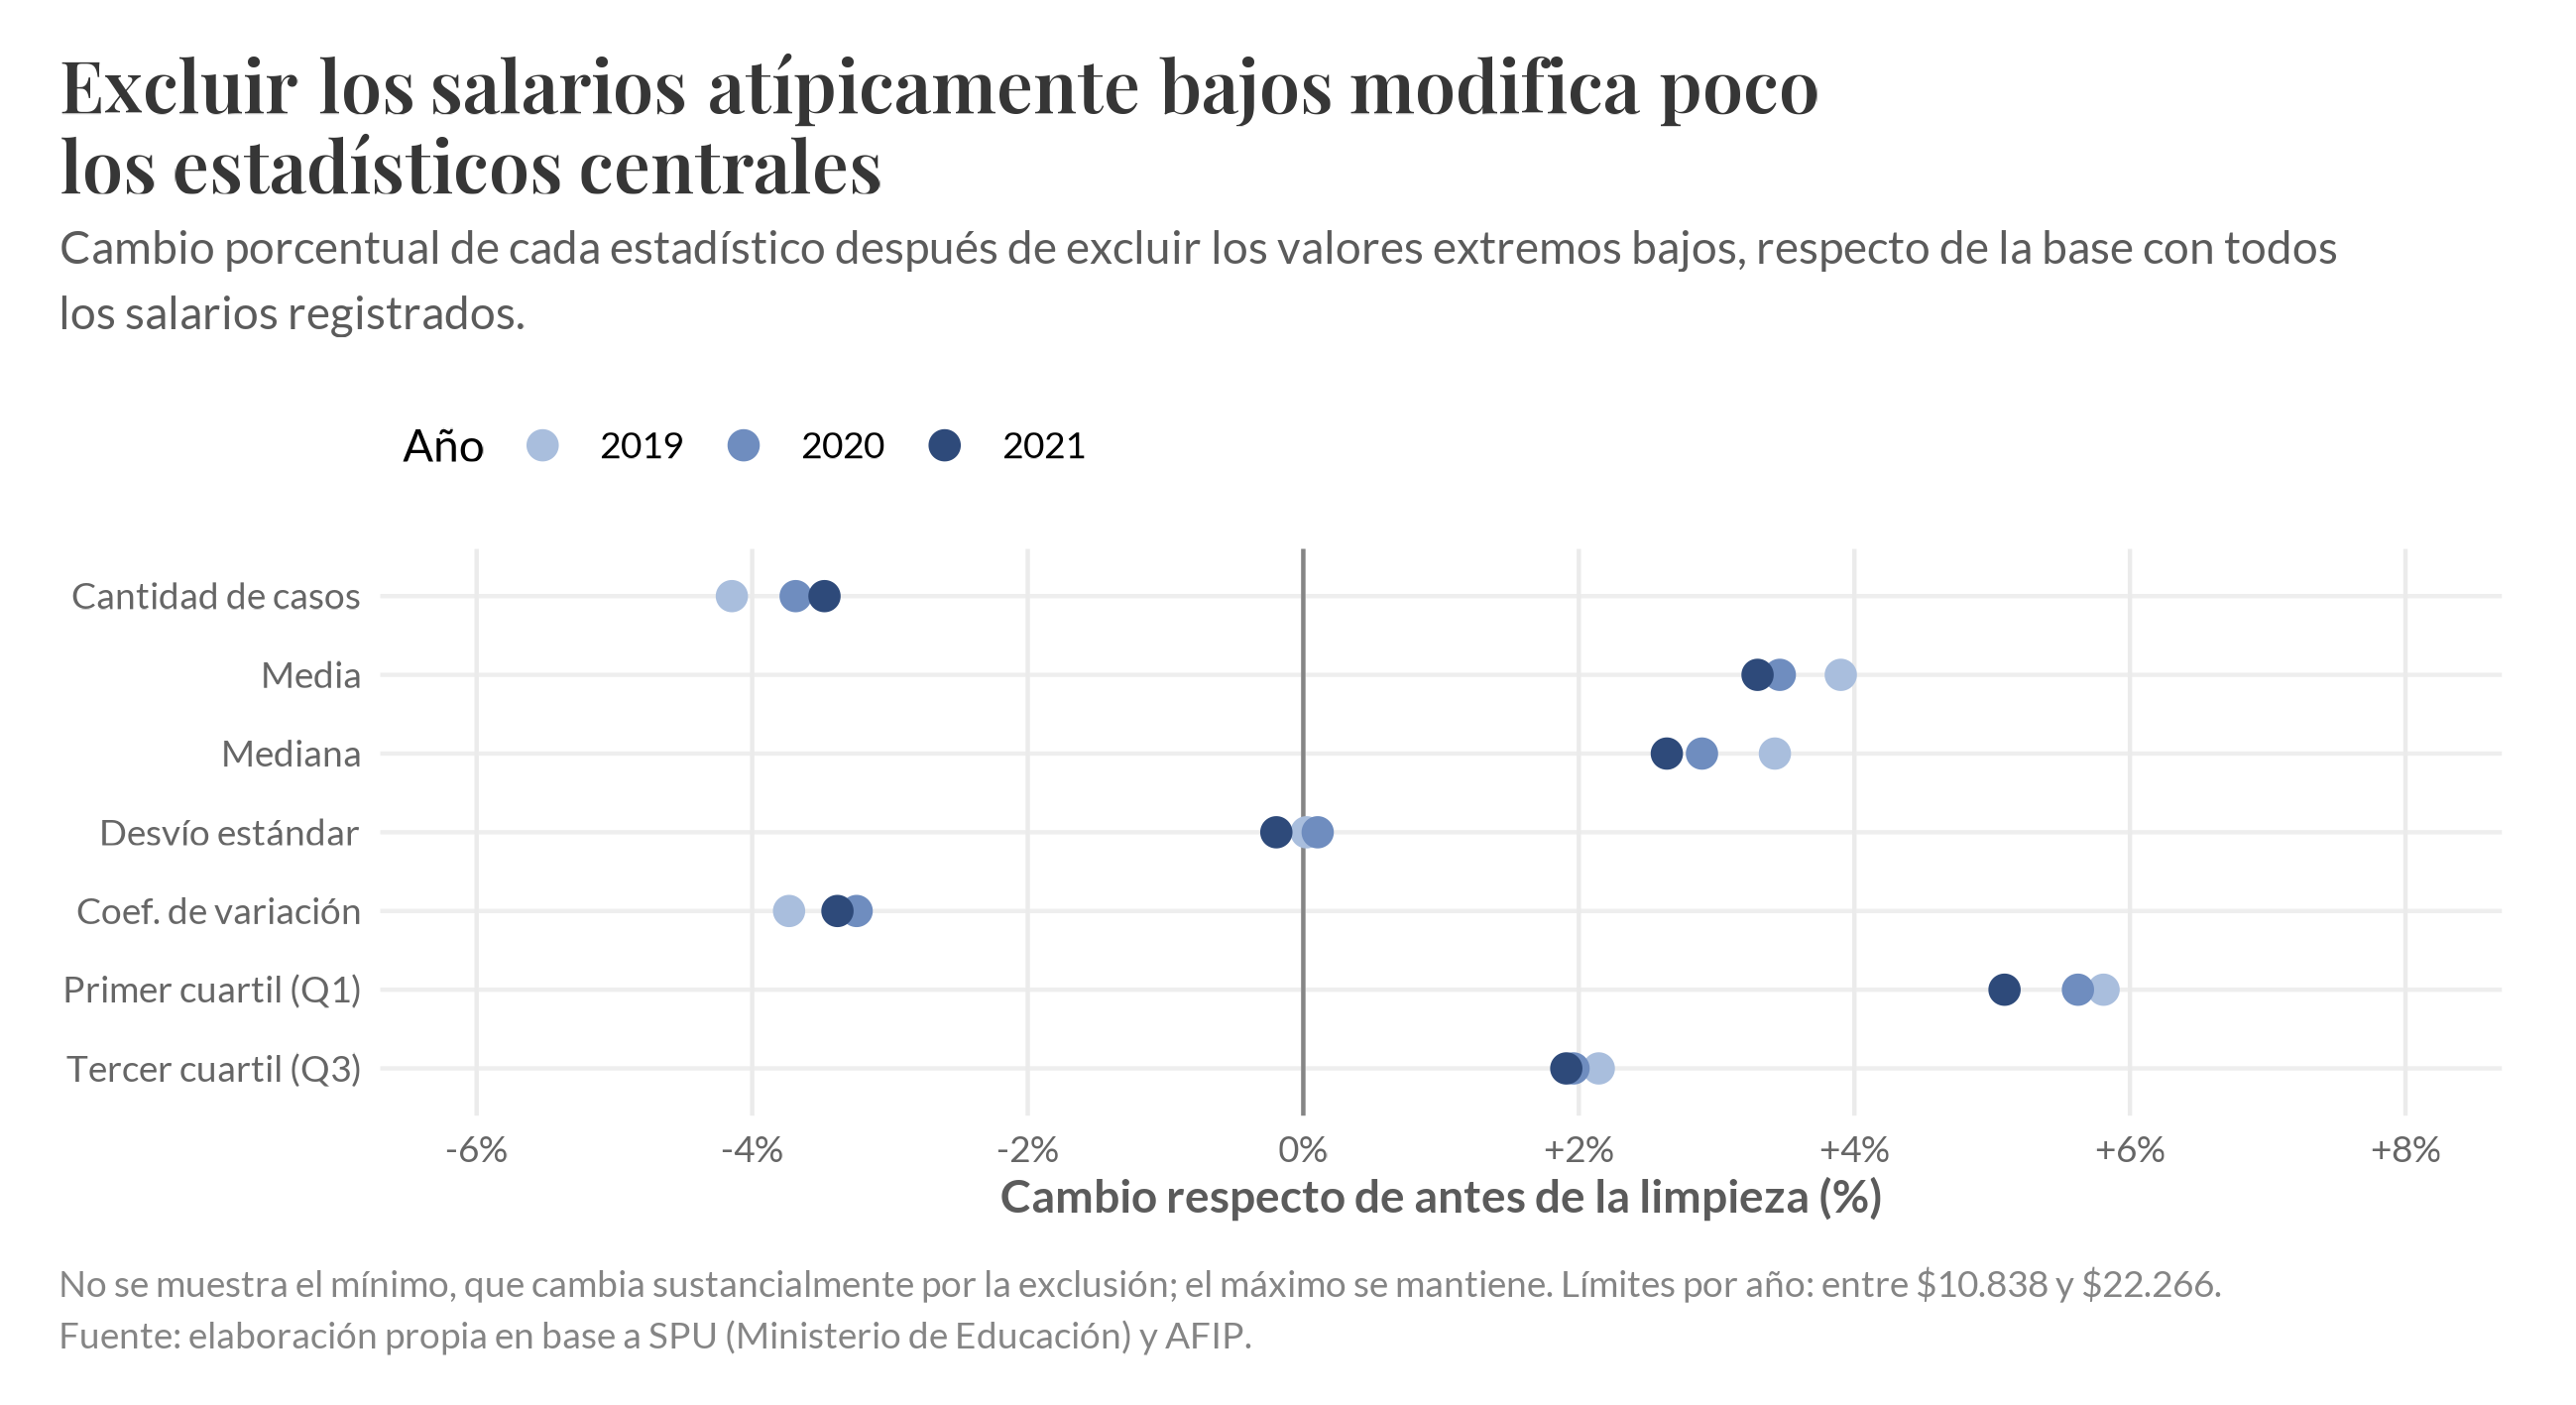 Excluir los salarios atípicamente bajos modifica poco
los estadísticos centrales
Cambio porcentual de cada estadístico después de excluir los valores extremos bajos, respecto de la base con todos
los salarios registrados.
Año 2019 2020 2021
Cantidad de casos
Media
Mediana
Desvío estándar
Coef. de variación
Primer cuartil (Q1)
Tercer cuartil (Q3)
-6% -4% -2% 0% +2% +4% +6% +8%
Cambio respecto de antes de la limpieza (%)
No se muestra el mínimo, que cambia sustancialmente por la exclusión; el máximo se mantiene. Límites por año: entre $10.838 y $22.266.
Fuente: elaboración propia en base a SPU (Ministerio de Educación) y AFIP.